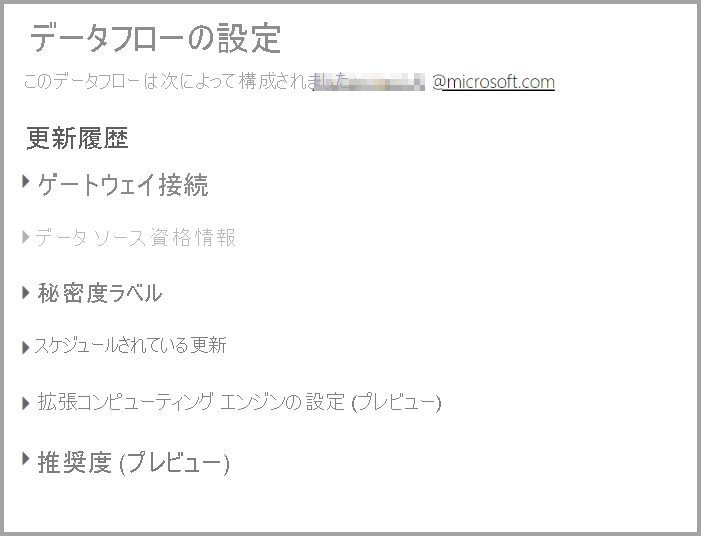 データフローの設定
このデータフローは次によって構成されました @microsoft.com
更新履歴
ゲートウェイ接続
データ ソース資格情報
秘密度ラベル
スケジュールされている更新
拡張コンピューティング エンジンの設定 (プレビュー)
推奨度 (プレビュー)